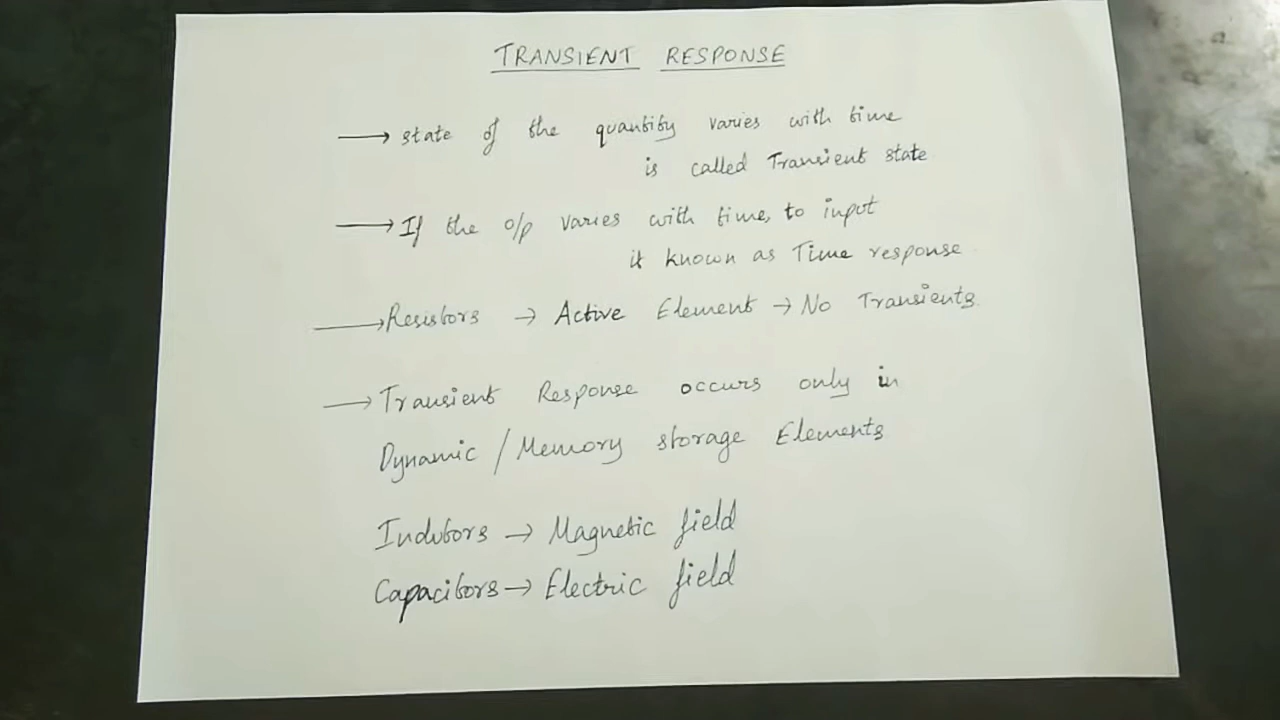 TRANSIENT RESPONSE
→ state of the quantity varies with time
is called Transient state
→ If the o/p varies with time, to input
it known as Time response
→ Resistors → Active Element → No Transients
→ Transient Response occurs only in
Dynamic / Memory storage Elements
Inductors → Magnetic field
Capacitors → Electric field